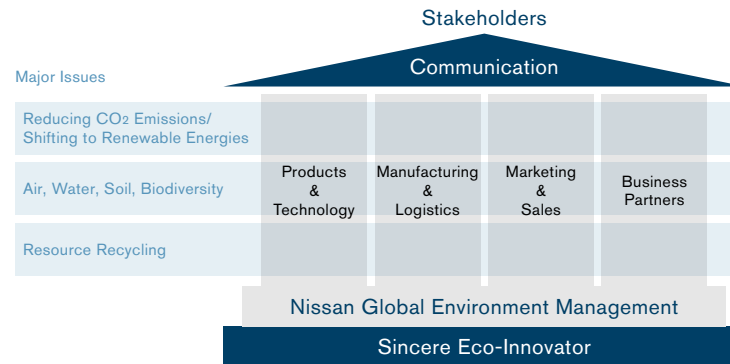 Stakeholders
Communication
Major Issues
Reducing CO2 Emissions/
Shifting to Renewable Energies
Air, Water, Soil, Biodiversity
Resource Recycling
Products
&
Technology
Manufacturing
&
Logistics
Marketing
&
Sales
Business
Partners
Nissan Global Environment Management
Sincere Eco-Innovator